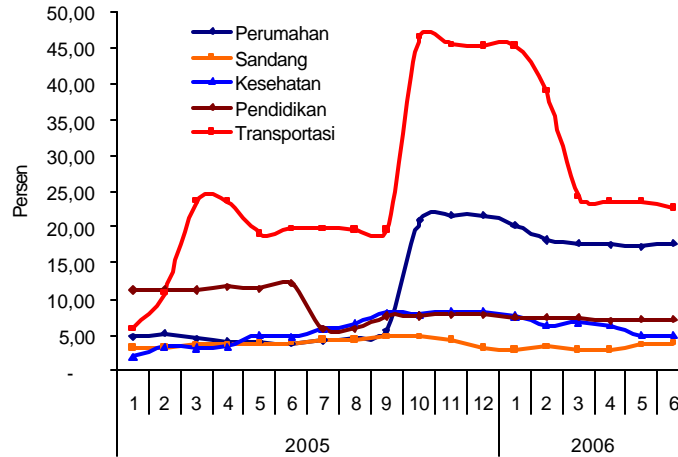 50,00
45,00
40,00
35,00
30,00
25,00
20,00
15,00
10,00
5,00
-
Persen
Perumahan
Sandang
Kesehatan
Pendidikan
Transportasi
1 2 3 4 5 6 7 8 9 10 11 12 1 2 3 4 5 6
2005 2006